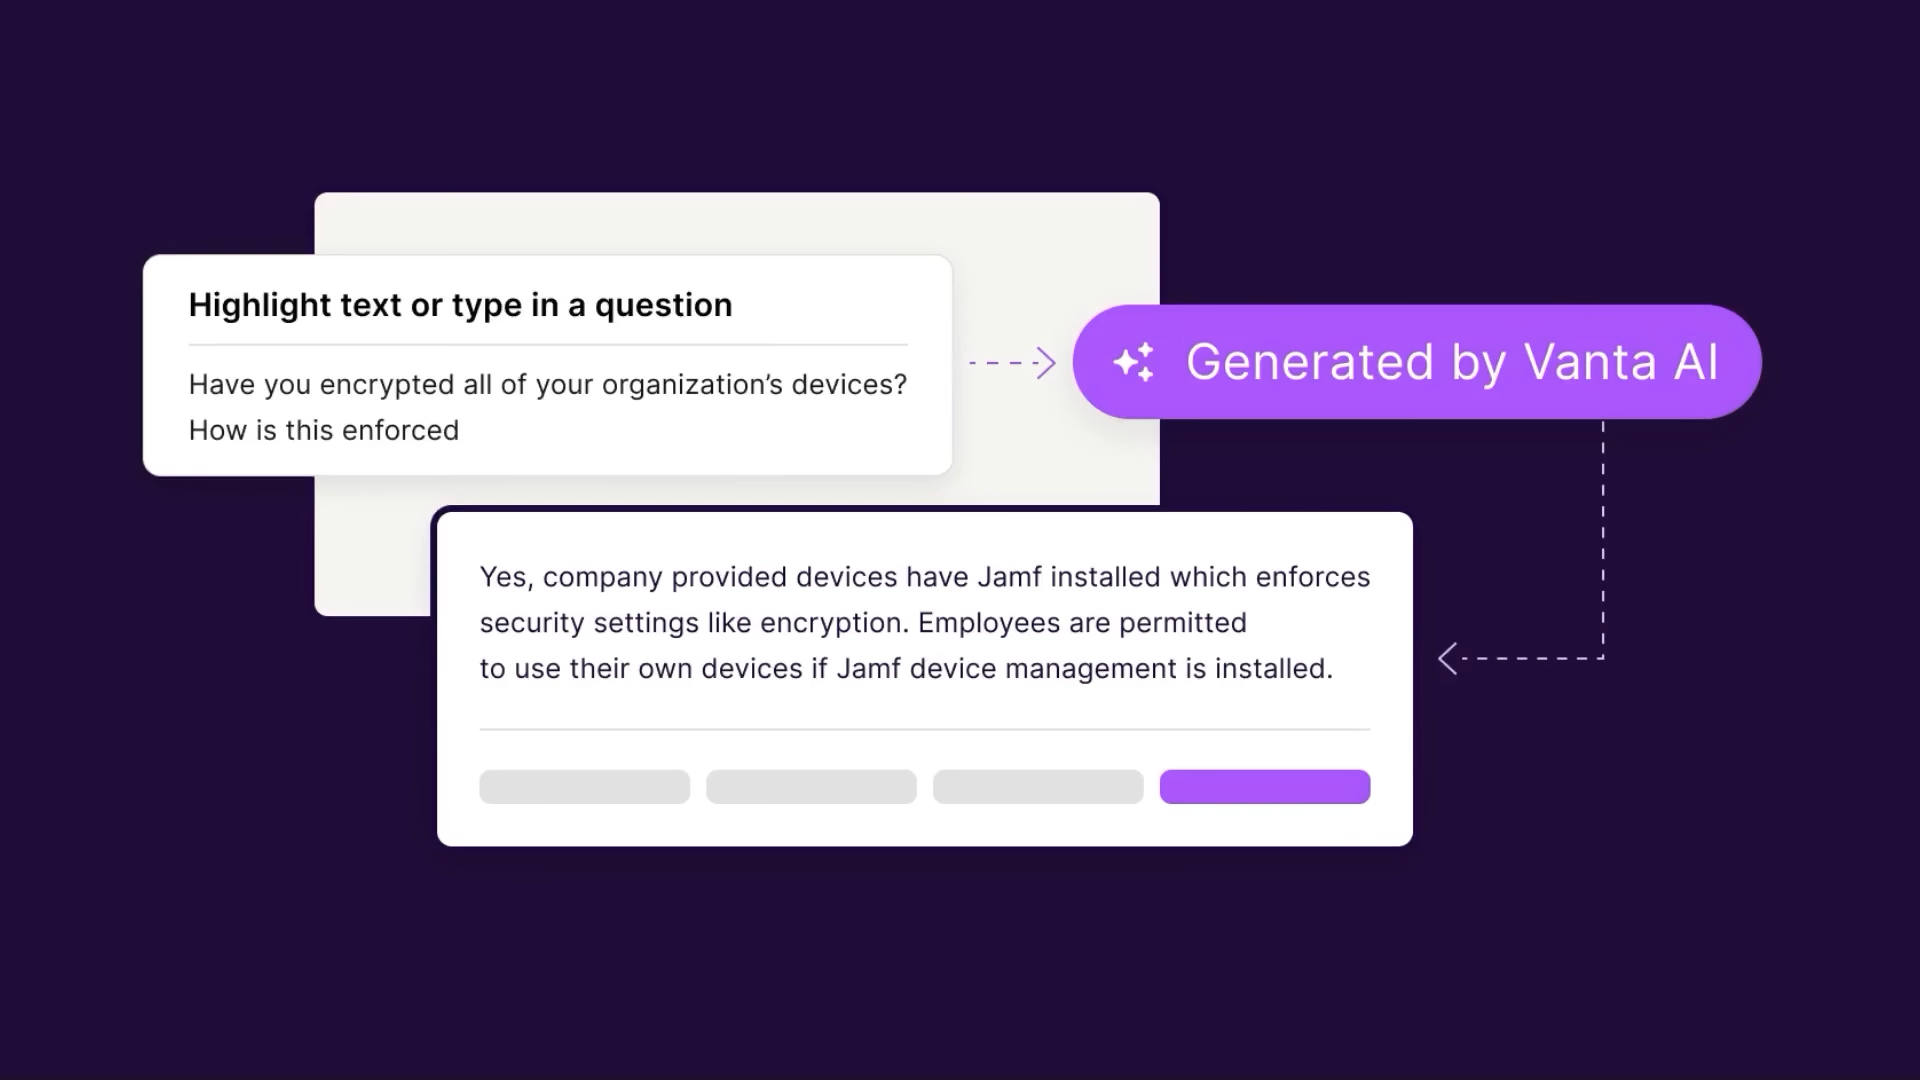 Highlight text or type in a question
Have you encrypted all of your organization’s devices?
How is this enforced
Generated by Vanta AI
Yes, company provided devices have Jamf installed which enforces
security settings like encryption. Employees are permitted
to use their own devices if Jamf device management is installed.